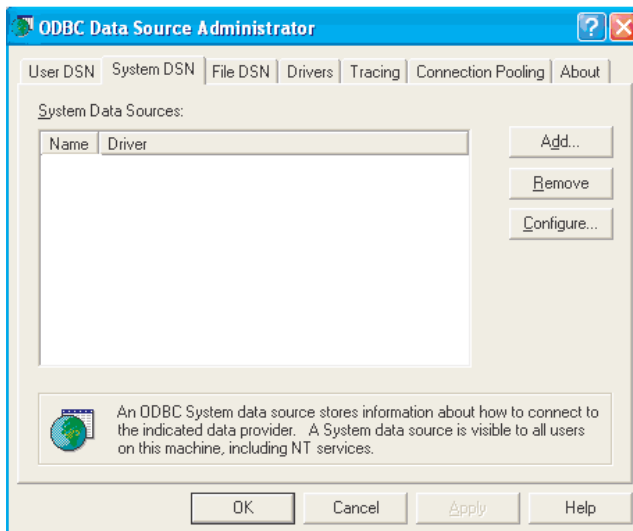 ODBC Data Source Administrator
User DSN System DSN File DSN Drivers Tracing Connection Pooling About
System Data Sources:
Name Driver
Add...
Remove
Configure...
An ODBC System data source stores information about how to connect to
the indicated data provider. A System data source is visible to all users
on this machine, including NT services.
OK Cancel Apply Help